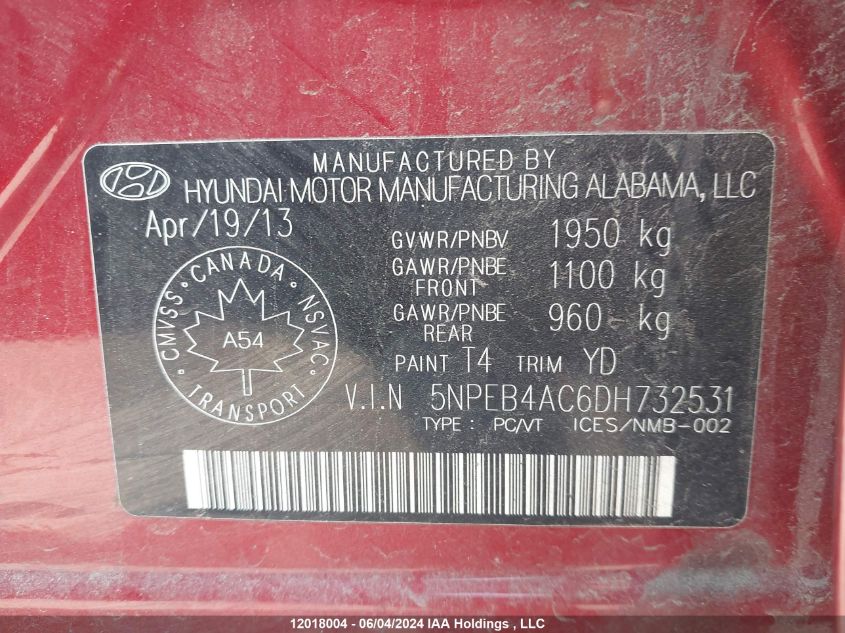 MANUFACTURED BY
HYUNDAI MOTOR MANUFACTURING ALABAMA, LLC
Apr/19/13
GVWR/PNBV 1950 kg
GAWR/PNBE FRONT 1100 kg
GAWR/PNBE REAR 960 kg
CANADA
CMVSS NSVAC
A54
TRANSPORT
PAINT T4 TRIM YD
V.I.N 5NPEB4AC6DH732531
TYPE : PC/VT ICES/NMB-002
12018004 - 06/04/2024 IAA Holdings , LLC